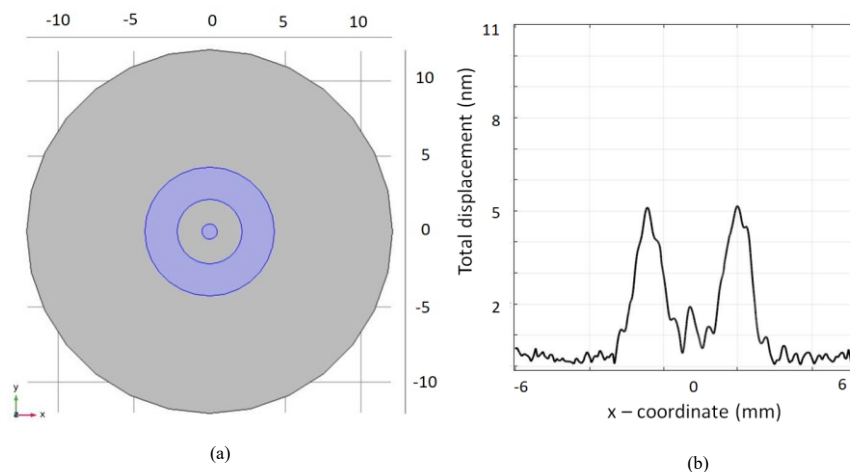 -10 -5 0 5 10
10
5
0
-5
-10
y
x
(a)
11
8
5
2
Total displacement (nm)
-6 0 6
x – coordinate (mm)
(b)